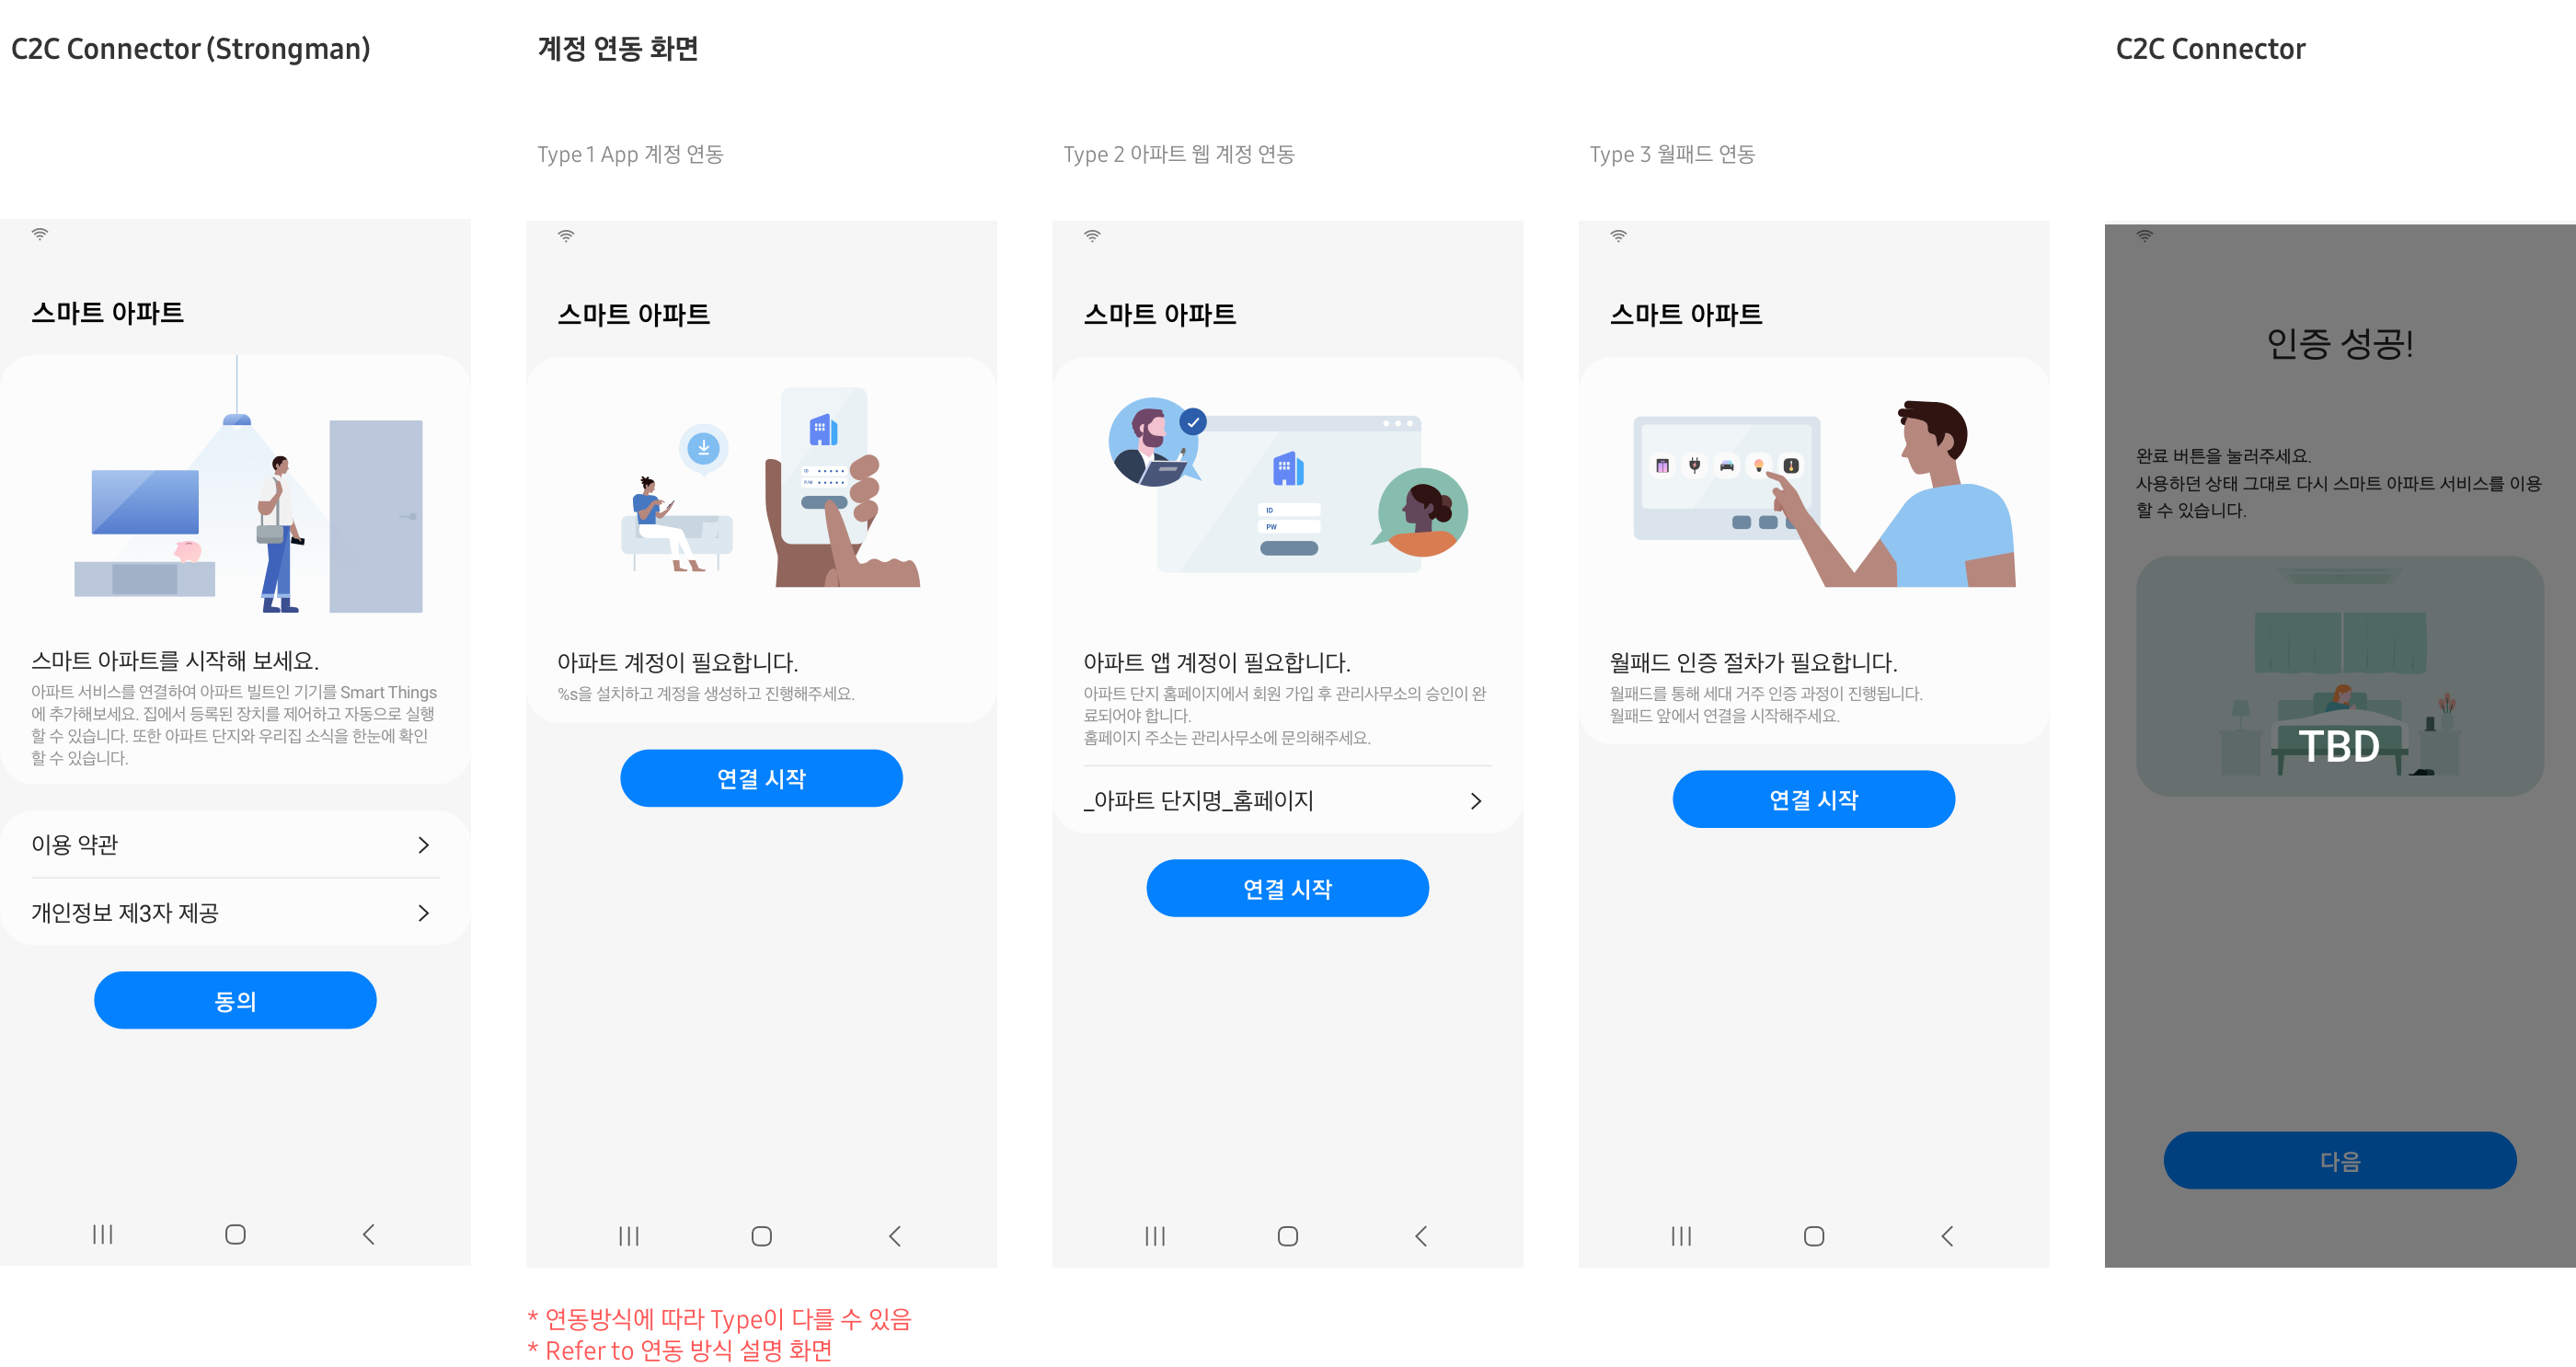 C2C Connector (Strongman)
계정 연동 화면
C2C Connector
Type 1 App 계정 연동
Type 2 아파트 웹 계정 연동
Type 3 월패드 연동
스마트 아파트
스마트 아파트를 시작해 보세요.
아파트 서비스를 연결하여 아파트 빌트인 기기를 Smart Things
에 추가해보세요. 집에서 등록된 장치를 제어하고 자동으로 실행
할 수 있습니다. 또한 아파트 단지와 우리집 소식을 한눈에 확인
할 수 있습니다.
이용 약관
개인정보 제3자 제공
동의
스마트 아파트
ID
P/W
아파트 계정이 필요합니다.
%s을 설치하고 계정을 생성하고 진행해주세요.
연결 시작
스마트 아파트
ID
PW
아파트 앱 계정이 필요합니다.
아파트 단지 홈페이지에서 회원 가입 후 관리사무소의 승인이 완
료되어야 합니다.
홈페이지 주소는 관리사무소에 문의해주세요.
_아파트 단지명_홈페이지
연결 시작
스마트 아파트
월패드 인증 절차가 필요합니다.
월패드를 통해 세대 거주 인증 과정이 진행됩니다.
월패드 앞에서 연결을 시작해주세요.
연결 시작
인증 성공!
완료 버튼을 눌러주세요.
사용하던 상태 그대로 다시 스마트 아파트 서비스를 이용
할 수 있습니다.
TBD
다음
* 연동방식에 따라 Type이 다를 수 있음
* Refer to 연동 방식 설명 화면